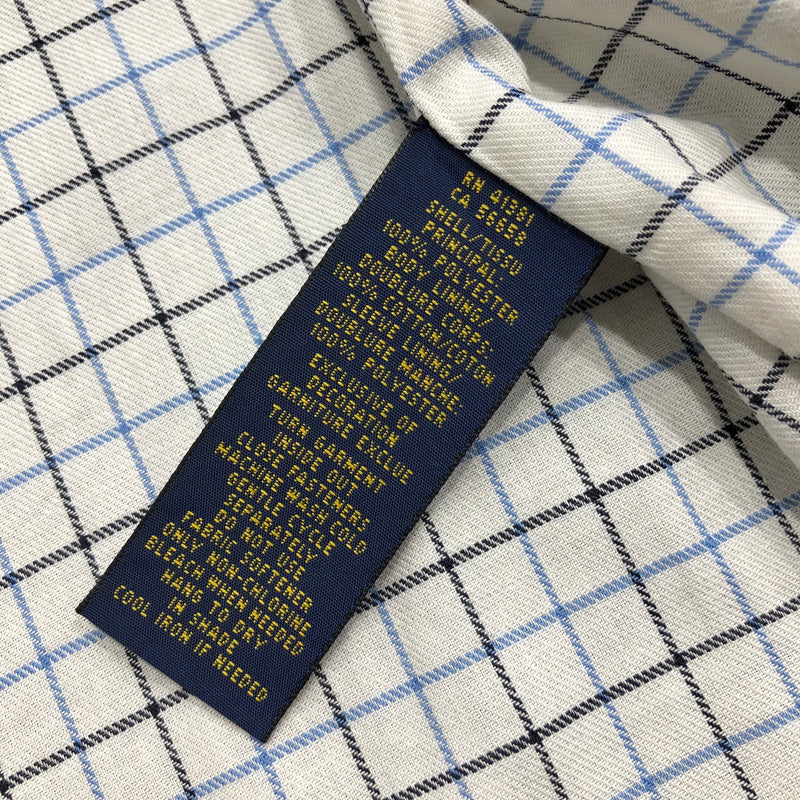 RN 41381
CA 56858
SHELL/TISSU
PRINCIPAL
100% POLYESTER
BODY LINING/
DOUBLURE CORPS:
100% COTTON/COTON
SLEEVE LINING/
DOUBLURE MANCHE:
100% POLYESTER
EXCLUSIVE OF
DECORATION
GARNITURE EXCLUE
TURN GARMENT
INSIDE OUT
CLOSE FASTENERS
MACHINE WASH COLD
GENTLE CYCLE
SEPARATELY
DO NOT USE
FABRIC SOFTENER
ONLY NON-CHLORINE
BLEACH WHEN NEEDED
HANG TO DRY
IN SHADE
COOL IRON IF NEEDED